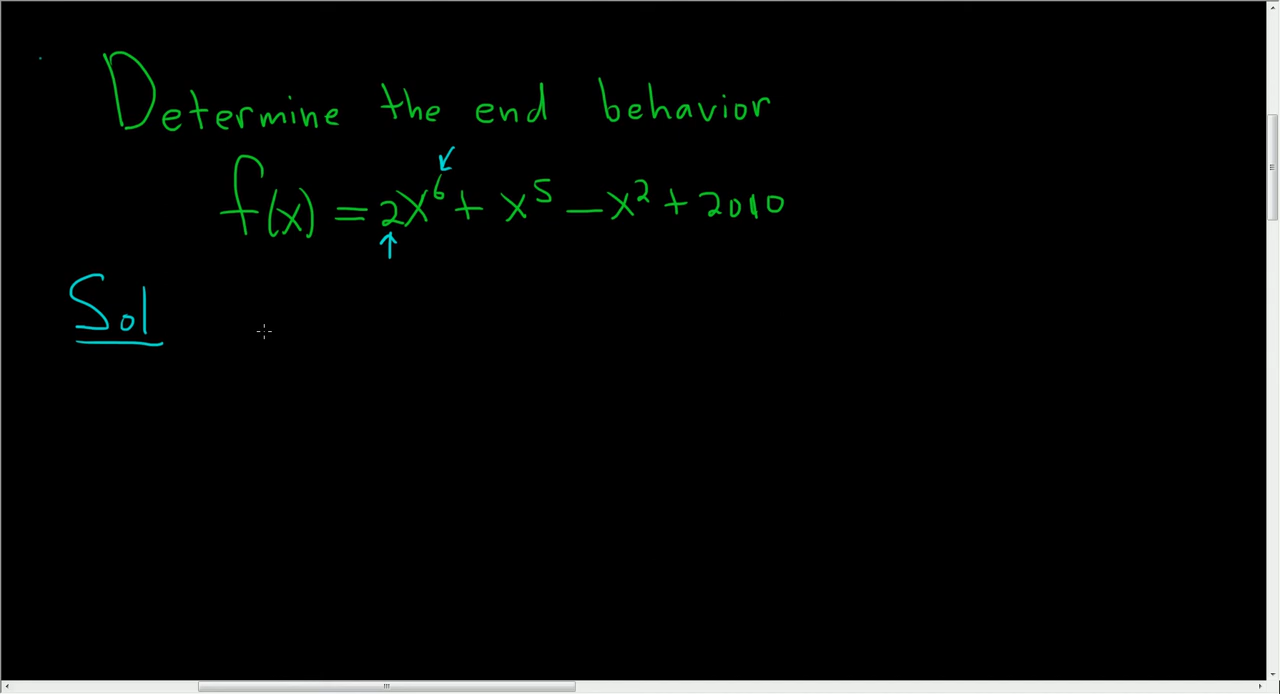 Determine the end behavior
f(x) = 2x⁶ + x⁵ − x² + 2010
Sol